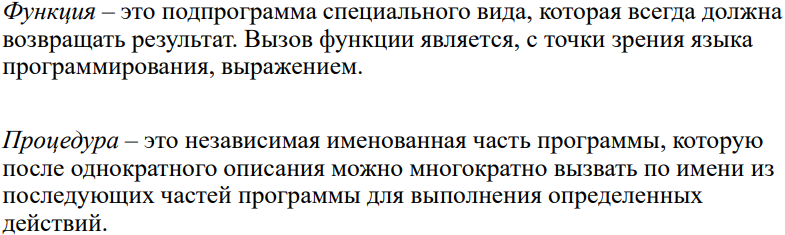 Функция – это подпрограмма специального вида, которая всегда должна
возвращать результат. Вызов функции является, с точки зрения языка
программирования, выражением.
Процедура – это независимая именованная часть программы, которую
после однократного описания можно многократно вызвать по имени из
последующих частей программы для выполнения определенных
действий.